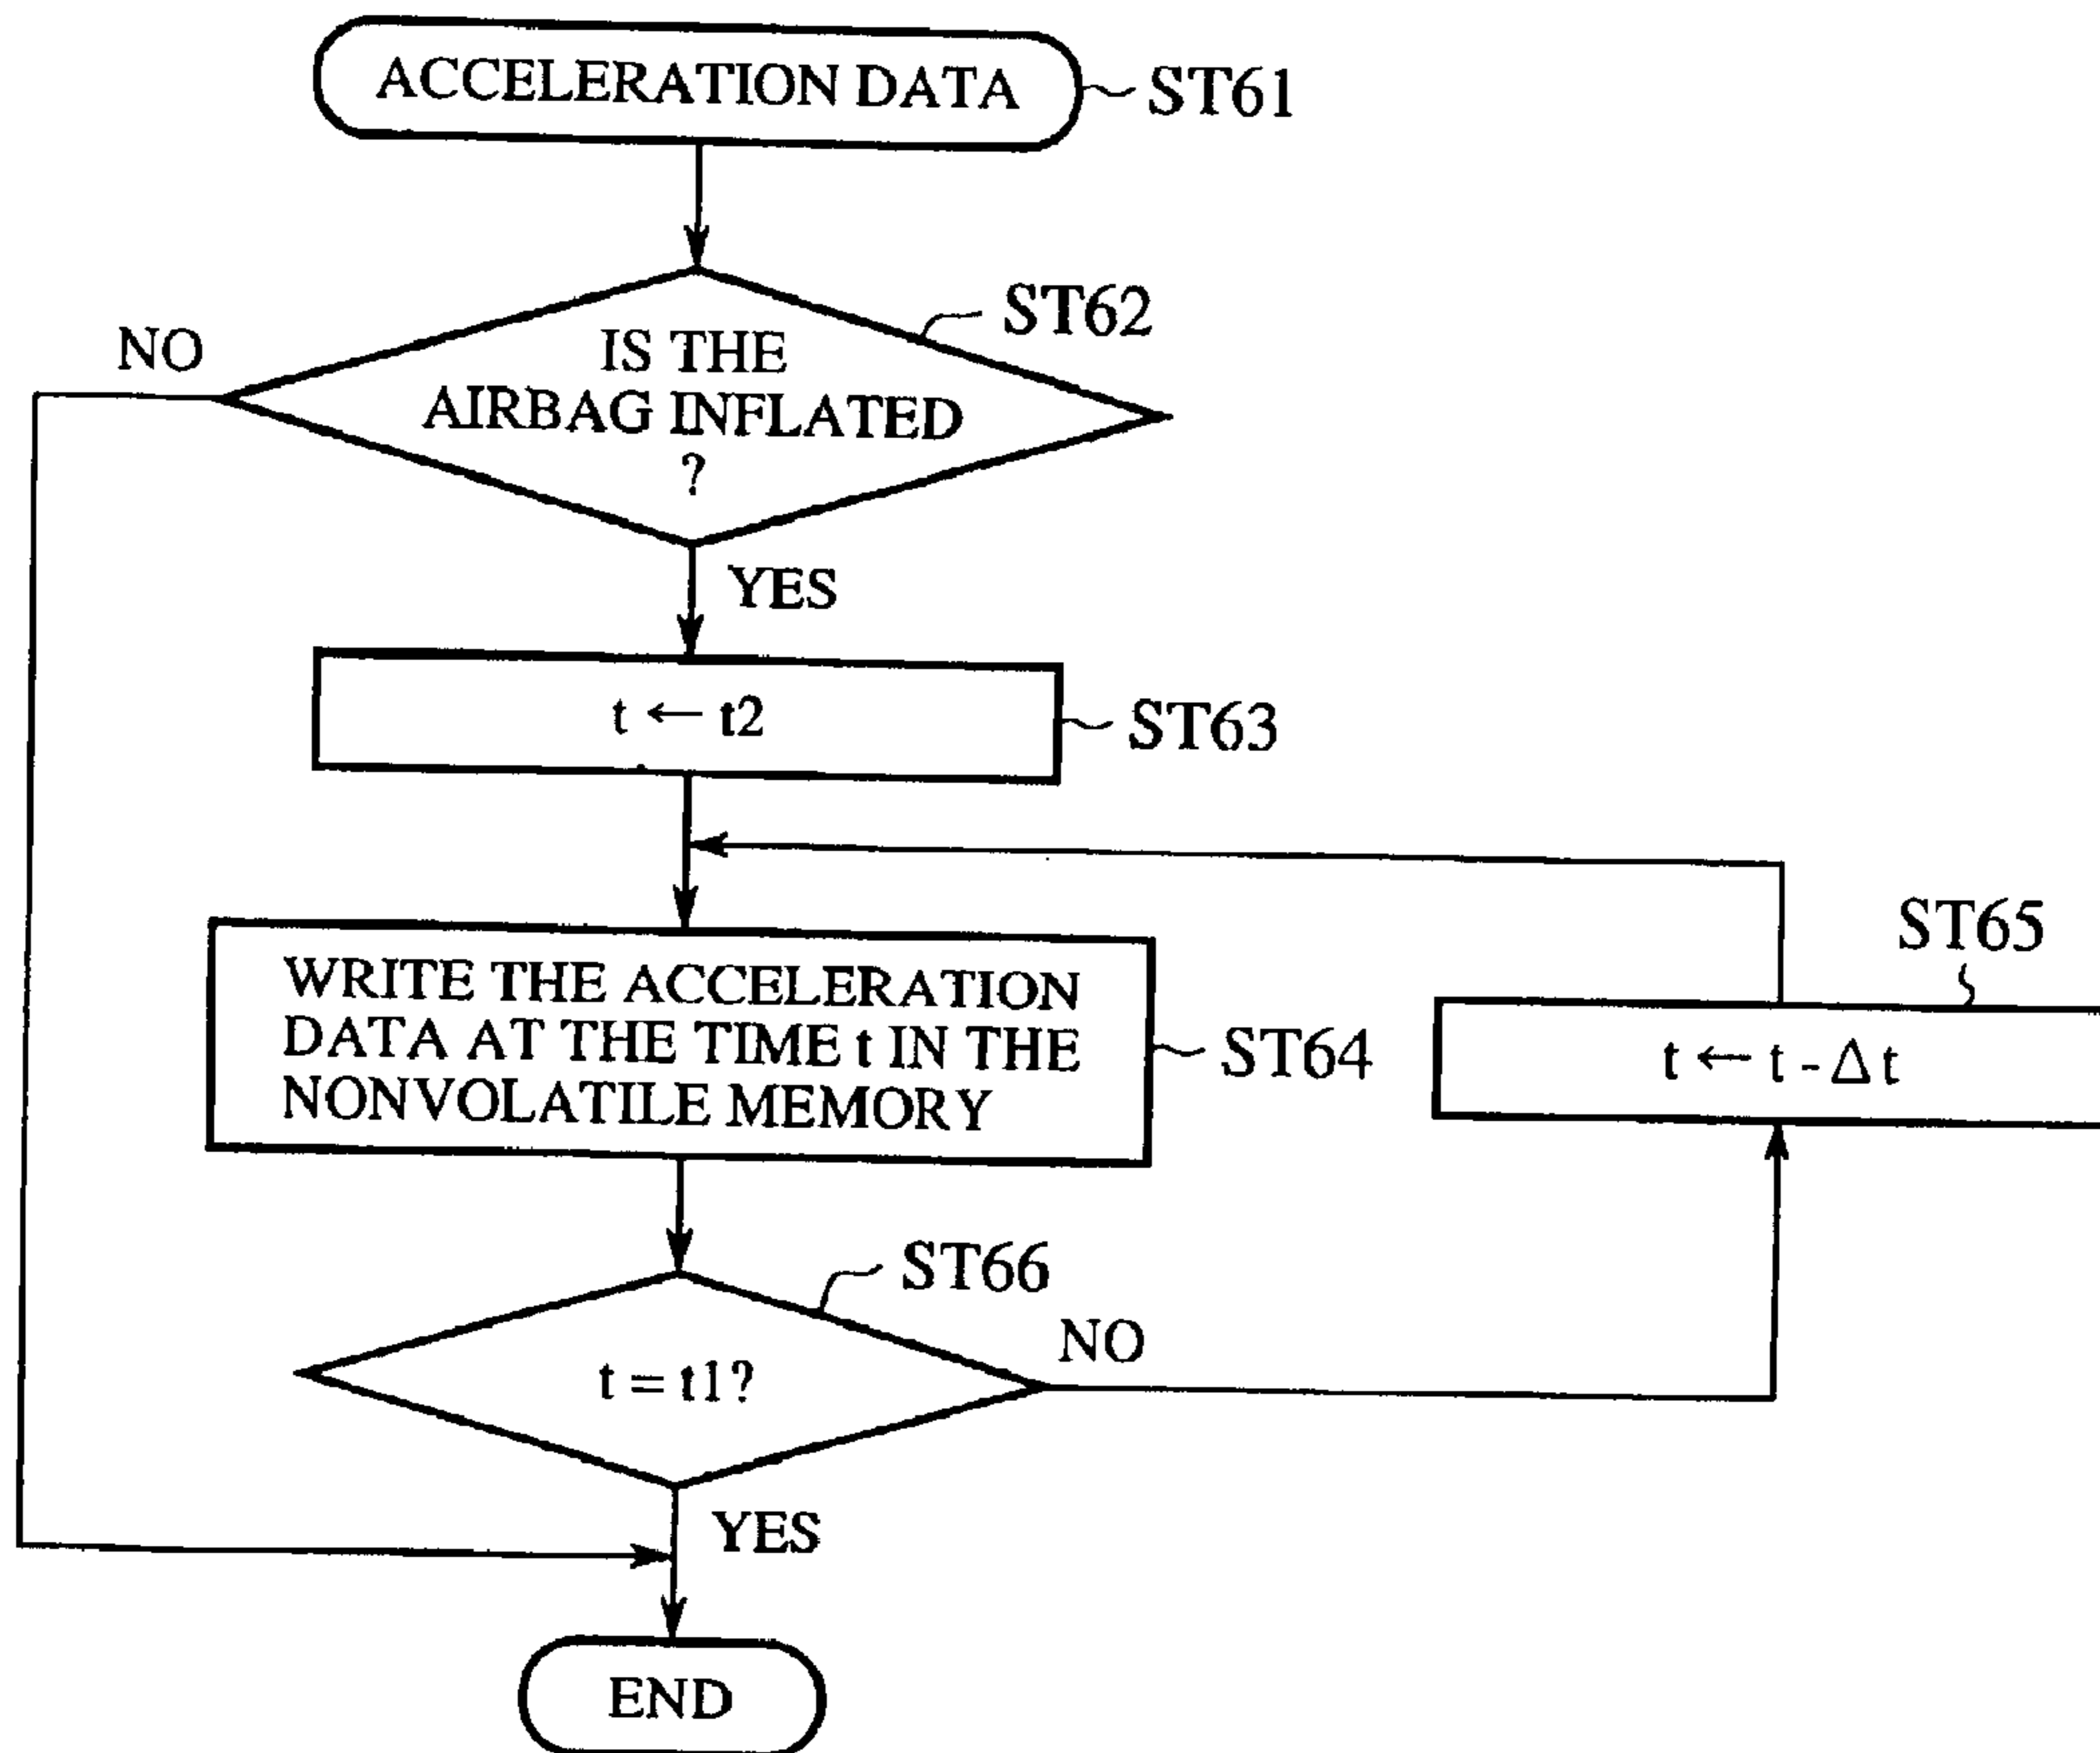 ACCELERATION DATA
ST61
ST62
NO
IS THE
AIRBAG INFLATED
?
YES
t ← t2
ST63
WRITE THE ACCELERATION
DATA AT THE TIME t IN THE
NONVOLATILE MEMORY
ST64
ST65
t ← t - Δ t
ST66
t = t1?
NO
YES
END